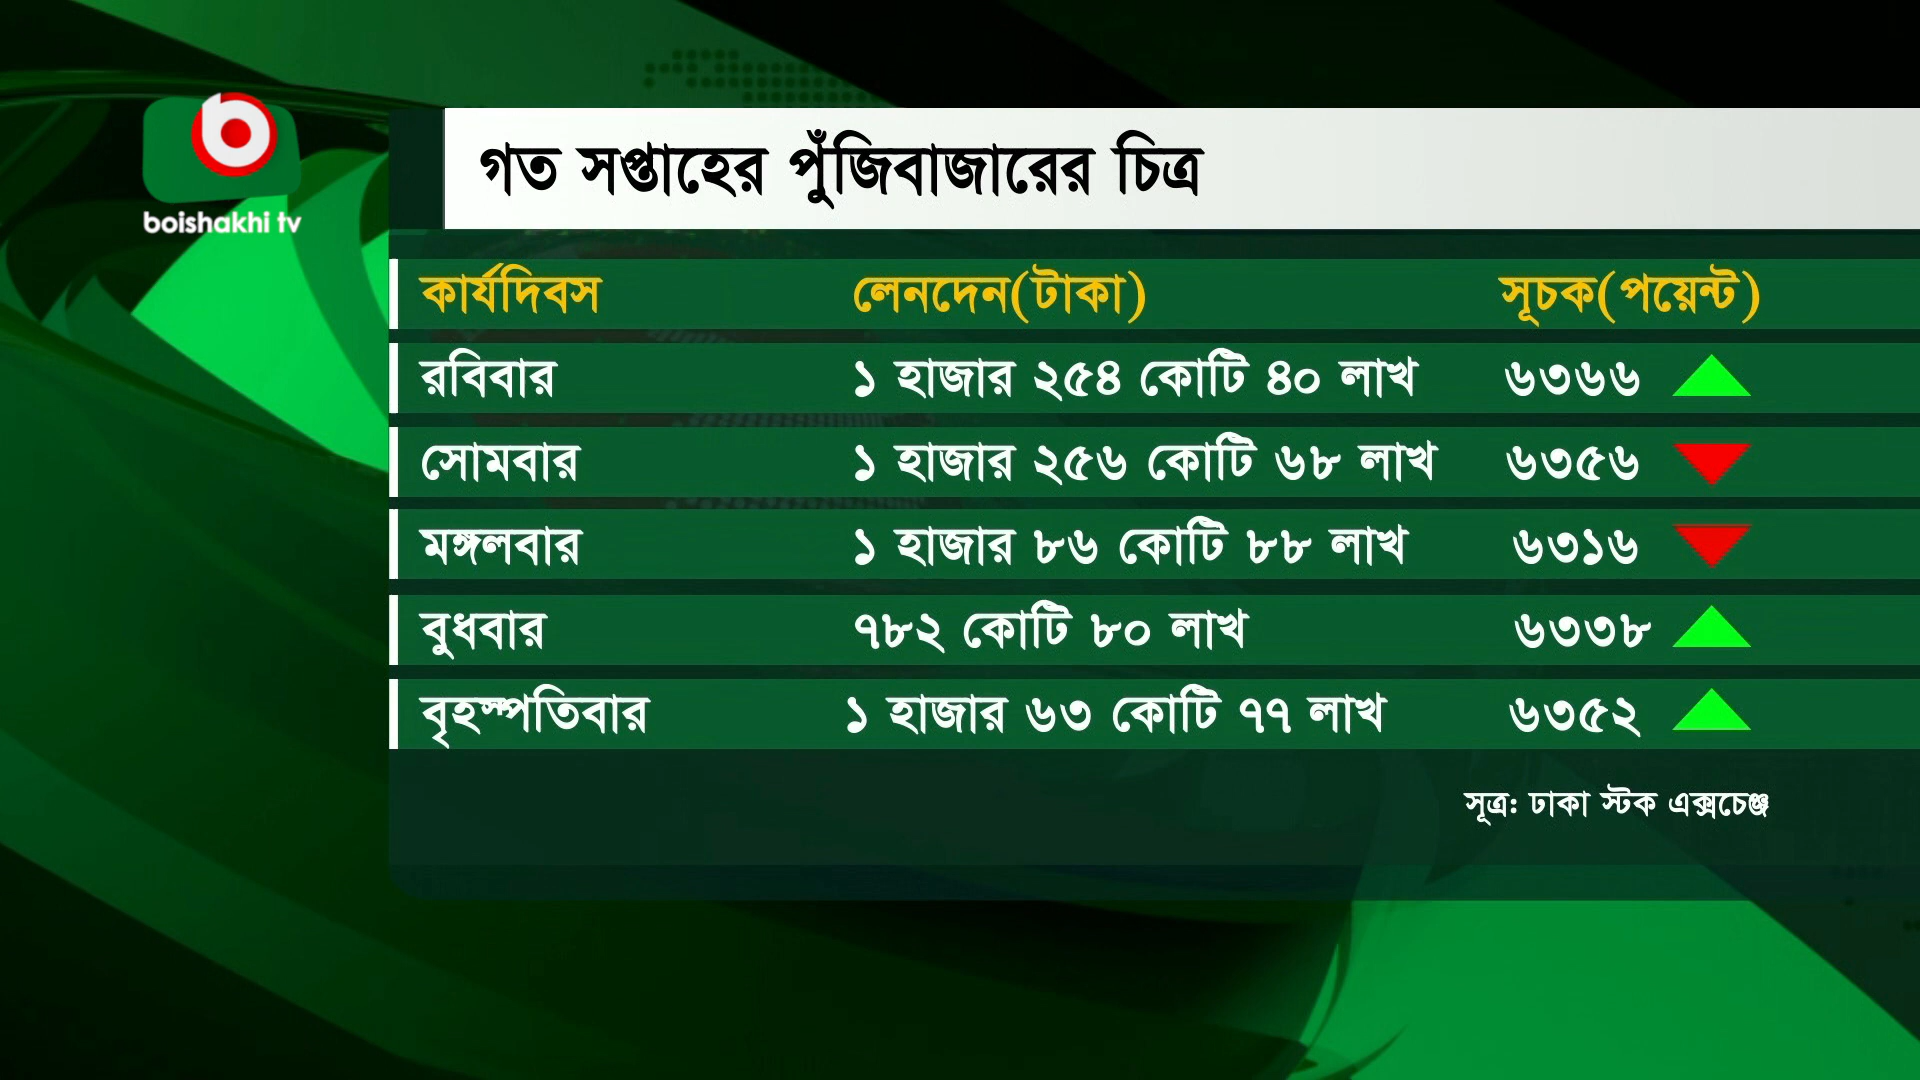 boishakhi tv
গত সপ্তাহের পুঁজিবাজারের চিত্র
কার্যদিবস লেনদেন(টাকা) সূচক(পয়েন্ট)
রবিবার ১ হাজার ২৫৪ কোটি ৪০ লাখ ৬৩৬৬
সোমবার ১ হাজার ২৫৬ কোটি ৬৮ লাখ ৬৩৫৬
মঙ্গলবার ১ হাজার ৮৬ কোটি ৮৮ লাখ ৬৩১৬
বুধবার ৭৮২ কোটি ৮০ লাখ ৬৩৩৮
বৃহস্পতিবার ১ হাজার ৬৩ কোটি ৭৭ লাখ ৬৩৫২
সূত্র: ঢাকা স্টক এক্সচেঞ্জ